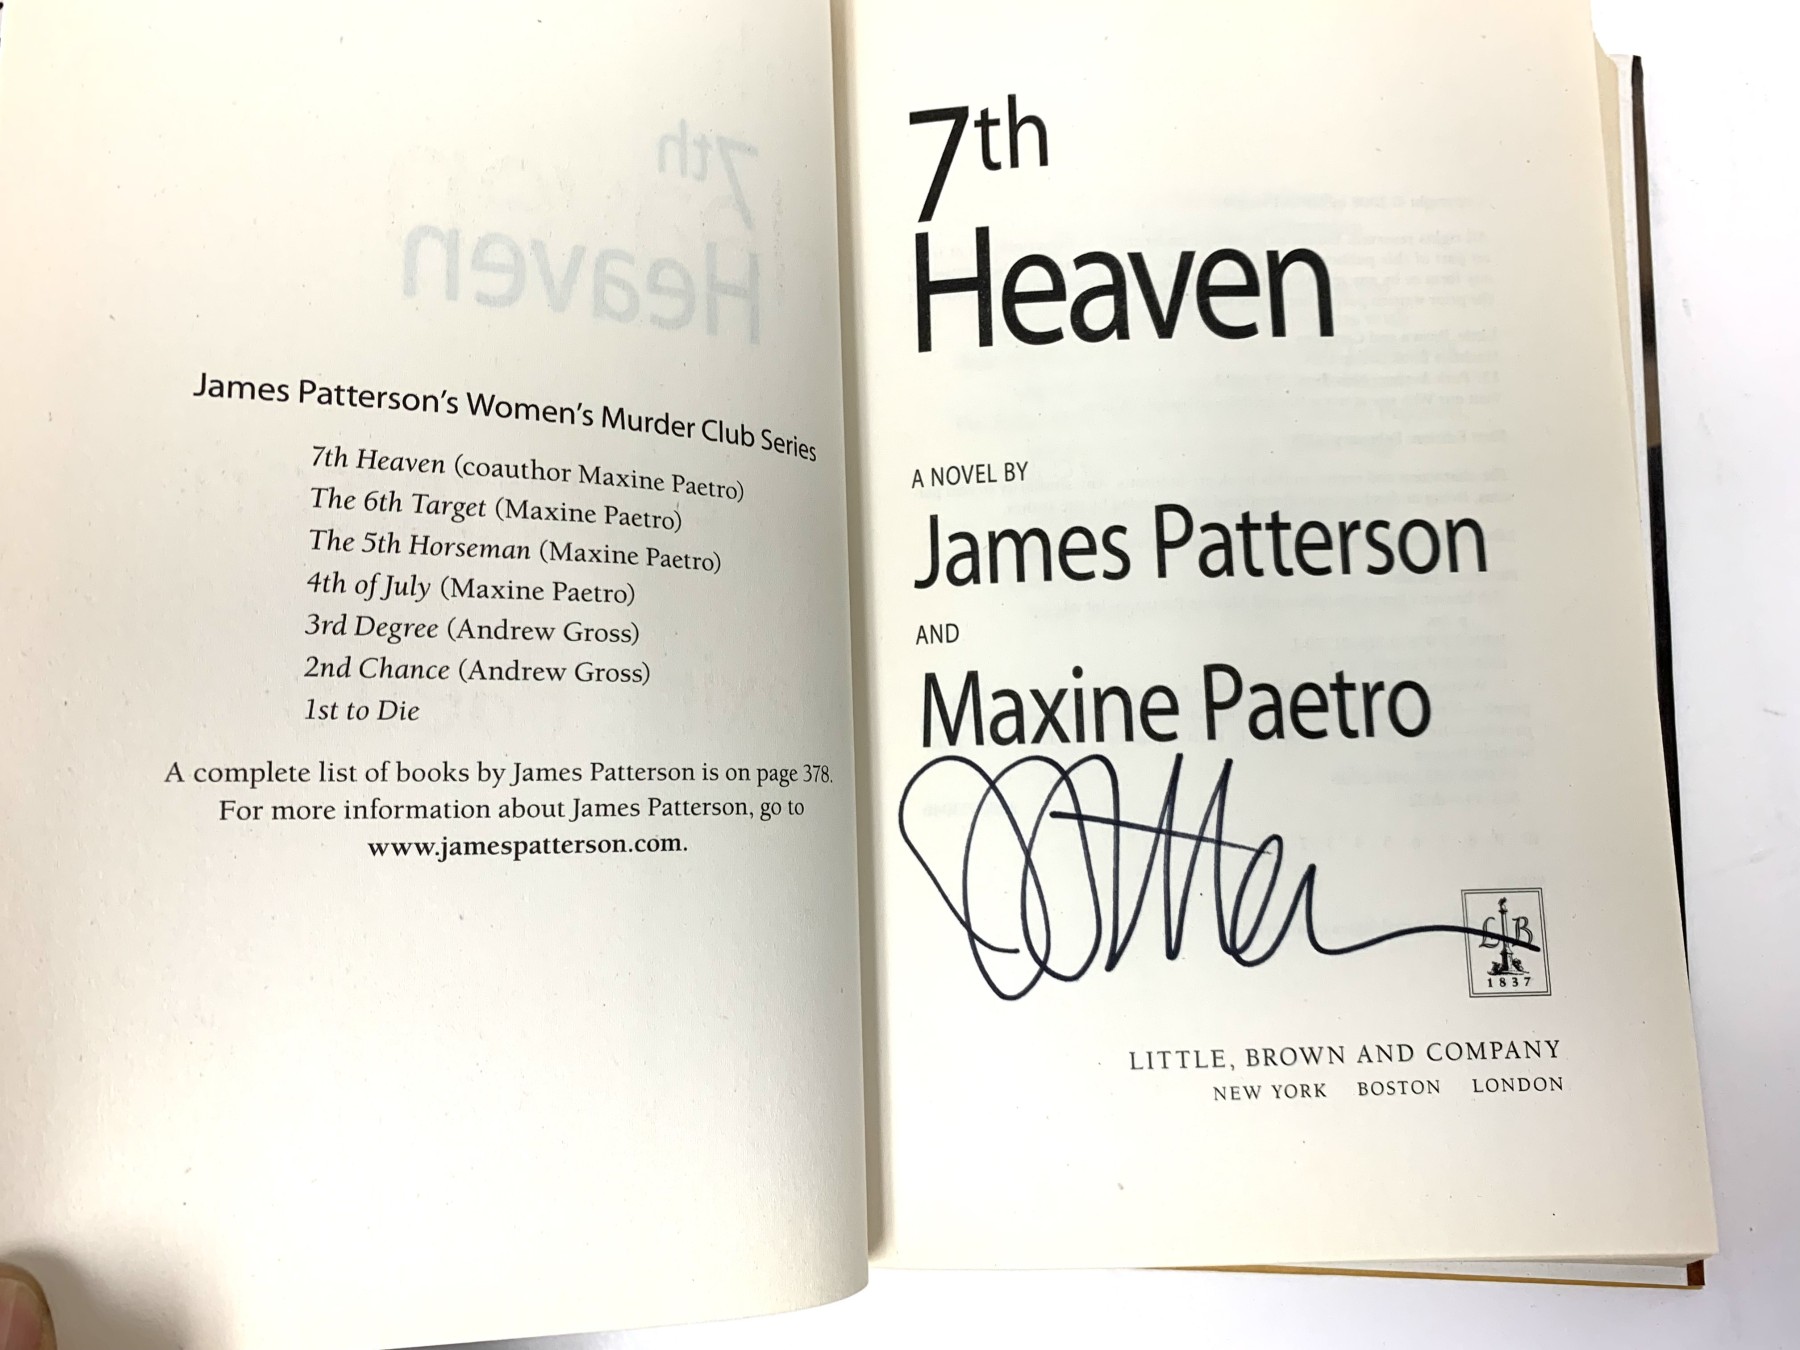 James Patterson's Women's Murder Club Series
7th Heaven (coauthor Maxine Paetro)
The 6th Target (Maxine Paetro)
The 5th Horseman (Maxine Paetro)
4th of July (Maxine Paetro)
3rd Degree (Andrew Gross)
2nd Chance (Andrew Gross)
1st to Die
A complete list of books by James Patterson is on page 378.
For more information about James Patterson, go to
www.jamespatterson.com.
7th
Heaven
A NOVEL BY
James Patterson
AND
Maxine Paetro
L B
1837
LITTLE, BROWN AND COMPANY
NEW YORK BOSTON LONDON